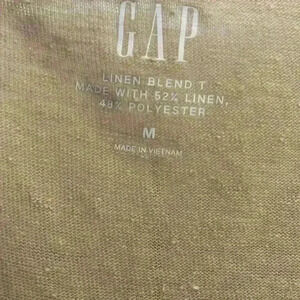 GAP
LINEN BLEND T
MADE WITH 52% LINEN,
48% POLYESTER
M
MADE IN VIETNAM